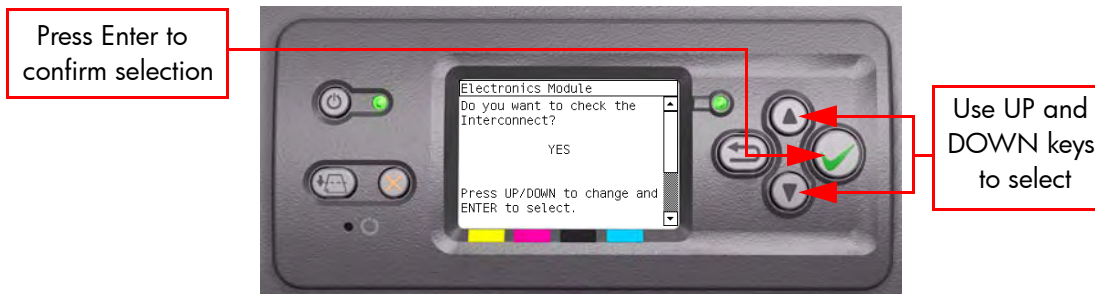 Press Enter to
confirm selection
Electronics Module
Do you want to check the
Interconnect?
YES
Press UP/DOWN to change and
ENTER to select.
Use UP and
DOWN keys
to select